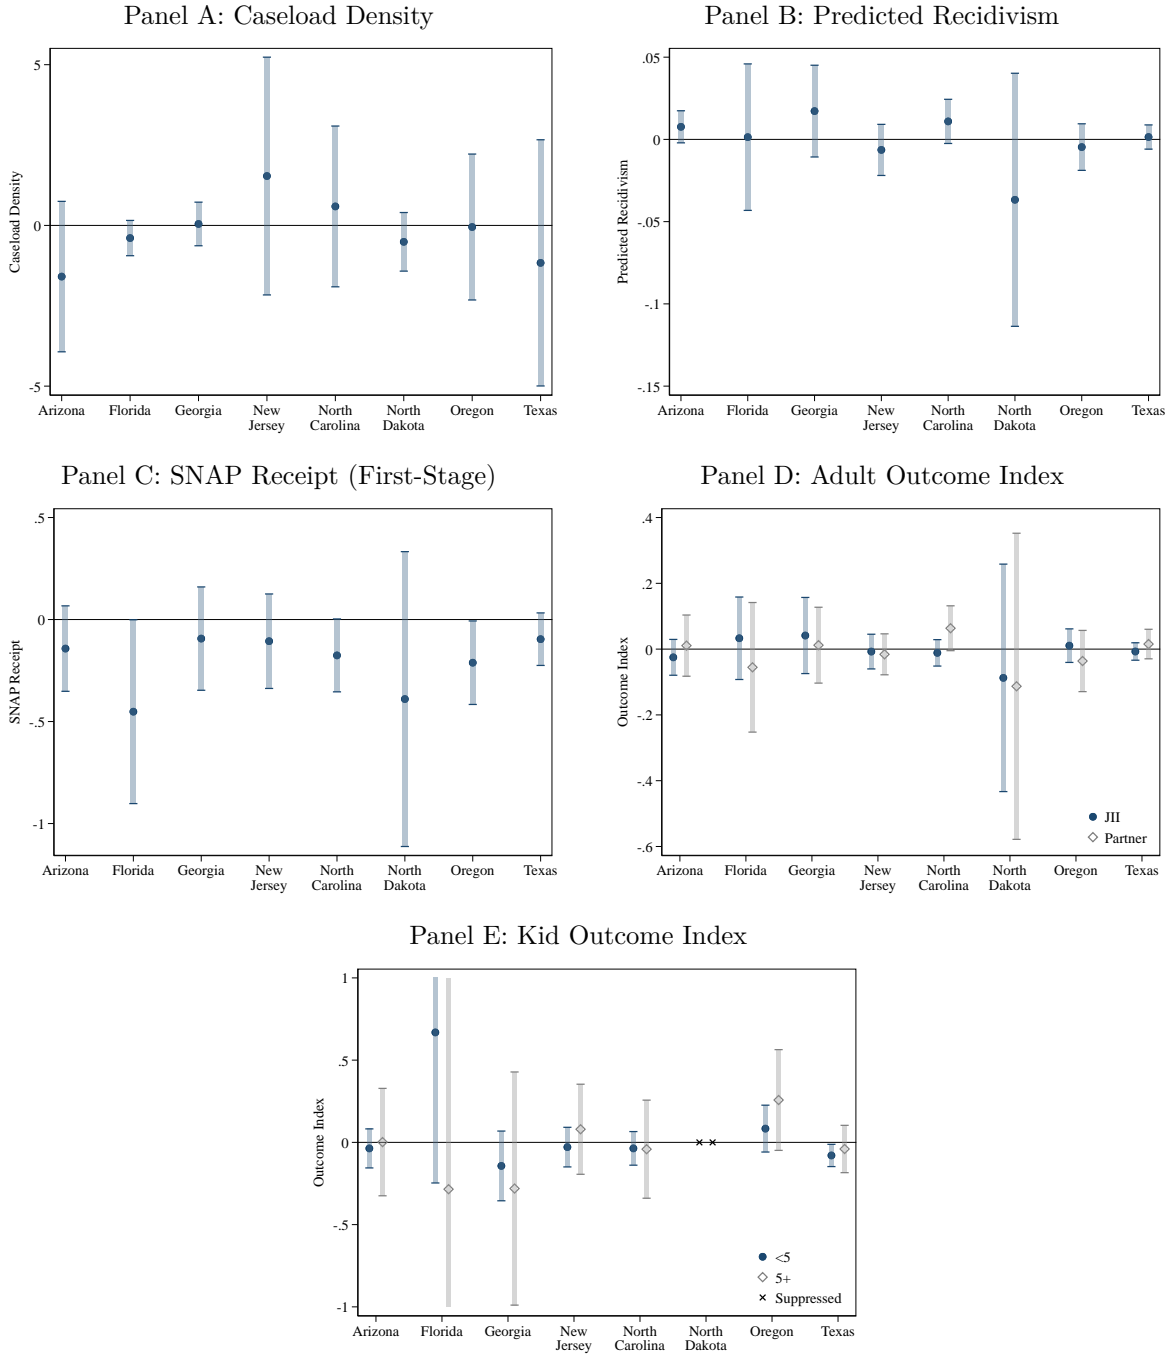 Panel A: Caseload Density
Caseload Density
5
0
-5
Arizona Florida Georgia New Jersey North Carolina North Dakota Oregon Texas
Panel B: Predicted Recidivism
Predicted Recidivism
.05
0
-.05
-.1
-.15
Arizona Florida Georgia New Jersey North Carolina North Dakota Oregon Texas
Panel C: SNAP Receipt (First-Stage)
SNAP Receipt
.5
0
-.5
-1
Arizona Florida Georgia New Jersey North Carolina North Dakota Oregon Texas
Panel D: Adult Outcome Index
Outcome Index
.4
.2
0
-.2
-.4
-.6
JII
Partner
Arizona Florida Georgia New Jersey North Carolina North Dakota Oregon Texas
Panel E: Kid Outcome Index
Outcome Index
1
.5
0
-.5
-1
<5
5+
Suppressed
Arizona Florida Georgia New Jersey North Carolina North Dakota Oregon Texas